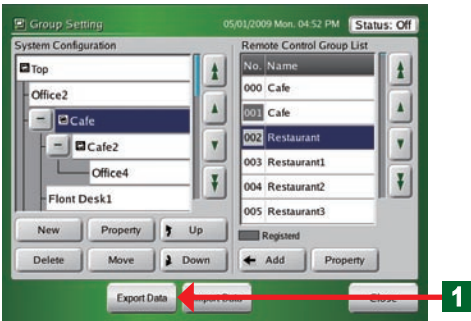 Group Setting
05/01/2009 Mon. 04:52 PM
Status: Off
System Configuration
Top
Office2
Cafe
Cafe2
Office4
Flont Desk1
New
Property
Up
Delete
Move
Down
Remote Control Group List
No. Name
000 Cafe
001 Cafe
002 Restaurant
003 Restaurant1
004 Restaurant2
005 Restaurant3
Registerd
Add
Property
Export Data
Data
Close
1